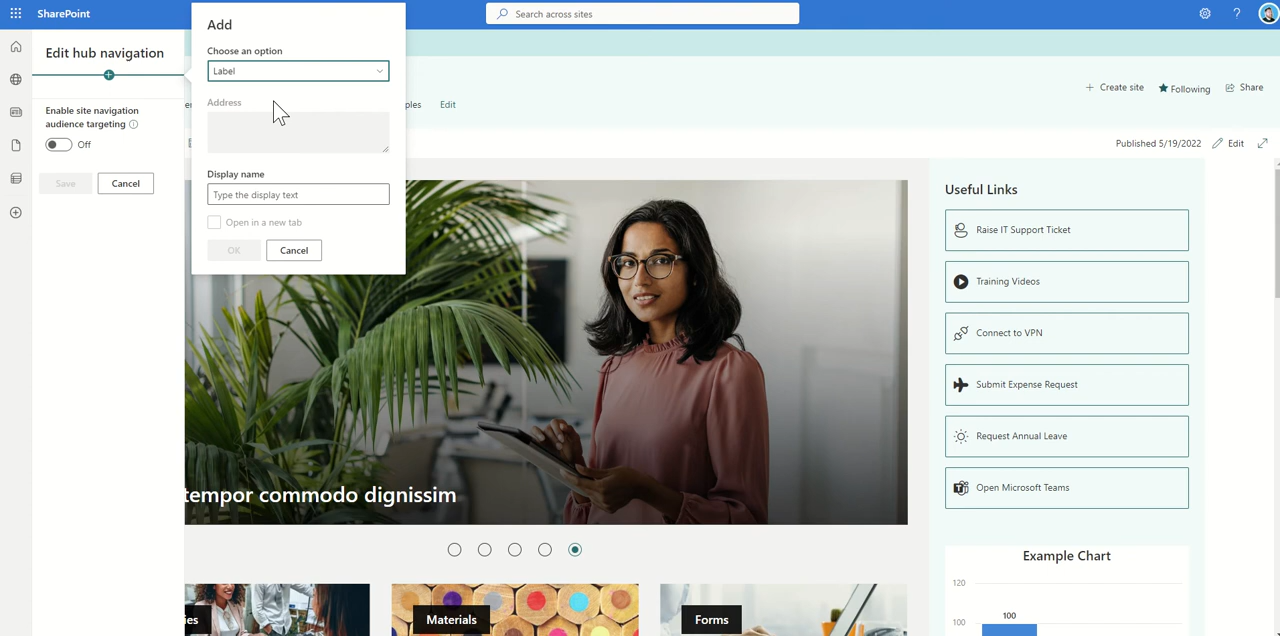 SharePoint
Search across sites
?
Edit hub navigation
Enable site navigation
audience targeting
Off
Save
Cancel
Add
Choose an option
Label
Address
Display name
Type the display text
Open in a new tab
OK
Cancel
ples
Edit
Create site
Following
Share
Published 5/19/2022
Edit
tempor commodo dignissim
Useful Links
Raise IT Support Ticket
Training Videos
Connect to VPN
Submit Expense Request
Request Annual Leave
Open Microsoft Teams
Example Chart
120
100
100
ies
Materials
Forms